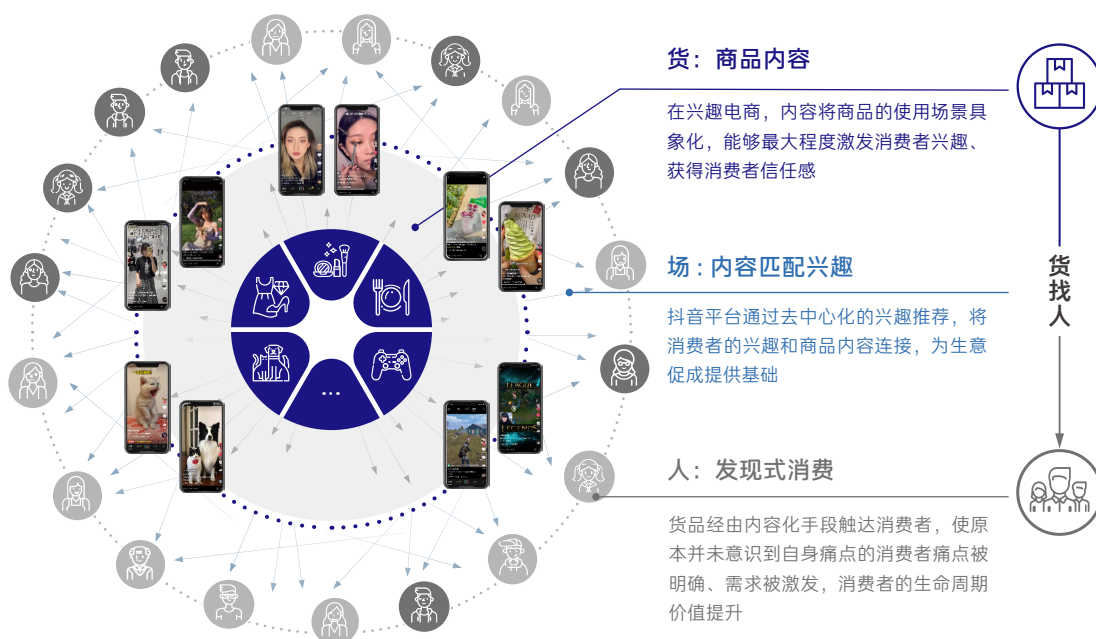 货：商品内容
在兴趣电商，内容将商品的使用场景具
象化，能够最大程度激发消费者兴趣、
获得消费者信任感
场：内容匹配兴趣
抖音平台通过去中心化的兴趣推荐，将
消费者的兴趣和商品内容连接，为生意
促成提供基础
人：发现式消费
货品经由内容化手段触达消费者，使原
本并未意识到自身痛点的消费者痛点被
明确、需求被激发，消费者的生命周期
价值提升
货找人
...
LEGENDS